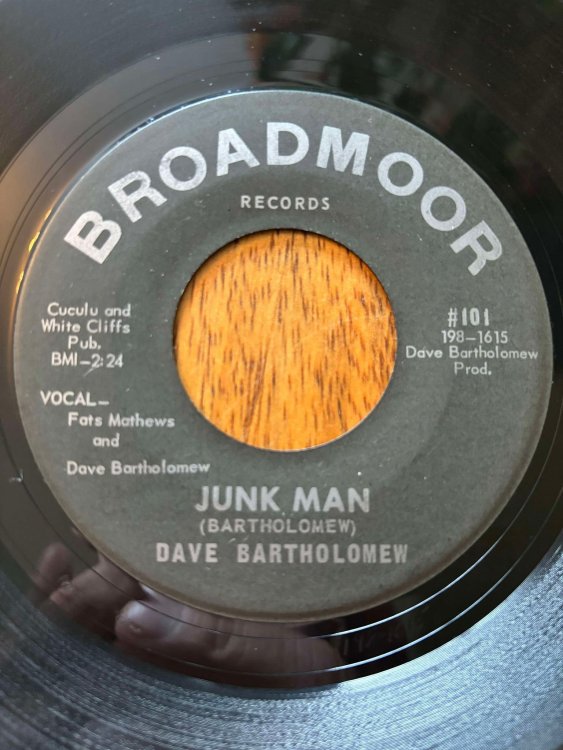 BROADMOOR
RECORDS
Cuculu and
White Cliffs
Pub.
BMI-2:24
VOCAL-
Fats Mathews
and
Dave Bartholomew
#101
198-1615
Dave Bartholomew
Prod.
JUNK MAN
(BARTHOLOMEW)
DAVE BARTHOLOMEW